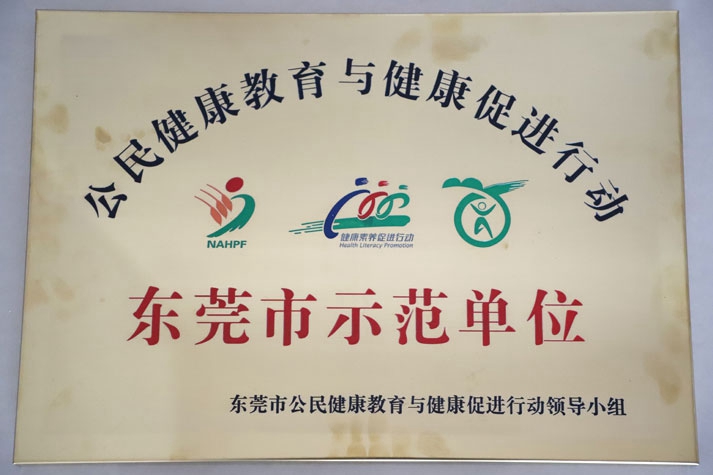 公民健康教育与健康促进行动
NAHPF
健康素养促进行动
Health Literacy Promotion
东莞市示范单位
东莞市公民健康教育与健康促进行动领导小组